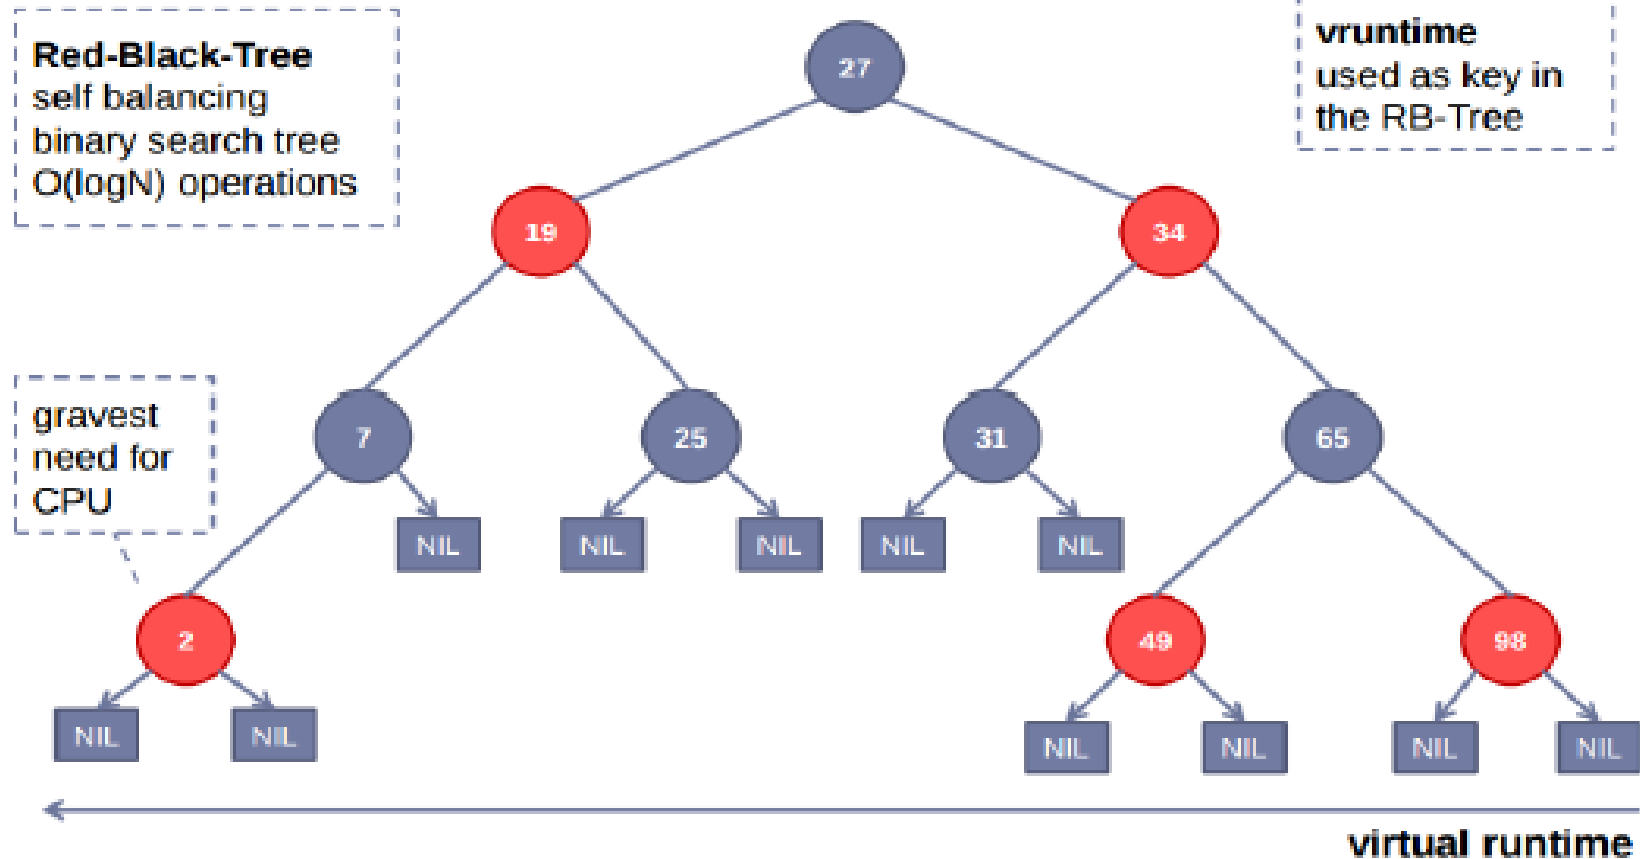 Red-Black-Tree
self balancing
binary search tree
O(logN) operations
vruntime
used as key in
the RB-Tree
27
19
34
gravest
need for
CPU
7
25
31
65
NIL
NIL
NIL
NIL
NIL
2
49
98
NIL
NIL
NIL
NIL
NIL
NIL
virtual runtime